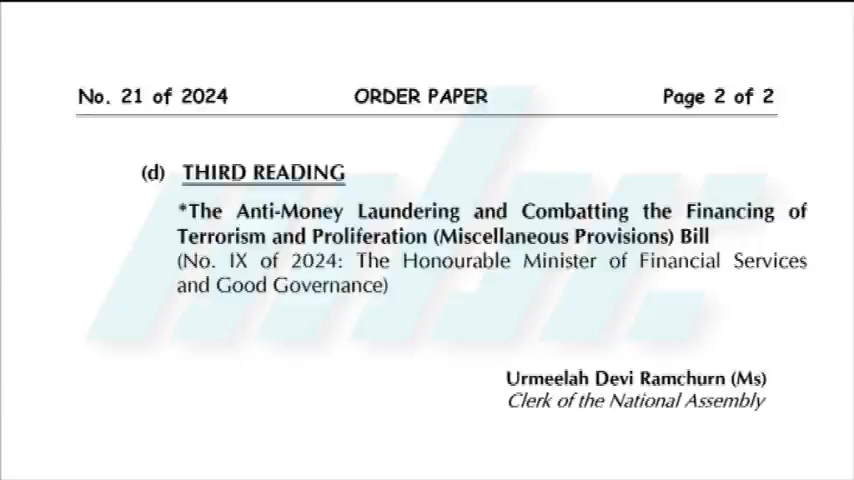 No. 21 of 2024 ORDER PAPER Page 2 of 2
(d) THIRD READING
*The Anti-Money Laundering and Combatting the Financing of
Terrorism and Proliferation (Miscellaneous Provisions) Bill
(No. IX of 2024: The Honourable Minister of Financial Services
and Good Governance)
Urmeelah Devi Ramchurn (Ms)
Clerk of the National Assembly